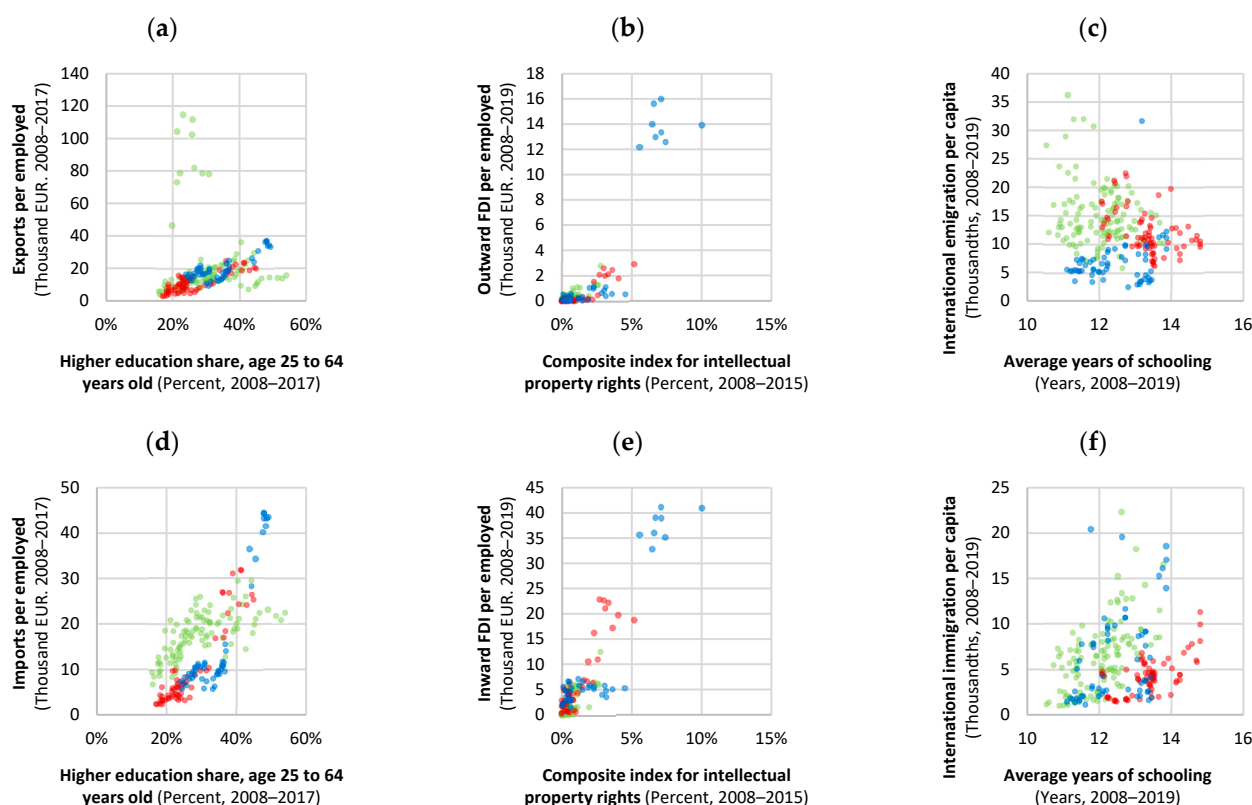 (a)
Exports per employed
(Thousand EUR. 2008–2017)
140
120
100
80
60
40
20
0
0% 20% 40% 60%
Higher education share, age 25 to 64
years old (Percent, 2008–2017)
(b)
Outward FDI per employed
(Thousand EUR. 2008–2019)
18
16
14
12
10
8
6
4
2
0
0% 5% 10% 15%
Composite index for intellectual
property rights (Percent, 2008–2015)
(c)
International emigration per capita
(Thousandths, 2008–2019)
40
35
30
25
20
15
10
5
0
10 12 14 16
Average years of schooling
(Years, 2008–2019)
(d)
Imports per employed
(Thousand EUR. 2008–2017)
50
40
30
20
10
0
0% 20% 40% 60%
Higher education share, age 25 to 64
years old (Percent, 2008–2017)
(e)
Inward FDI per employed
(Thousand EUR. 2008–2019)
45
40
35
30
25
20
15
10
5
0
0% 5% 10% 15%
Composite index for intellectual
property rights (Percent, 2008–2015)
(f)
International immigration per capita
(Thousandths, 2008–2019)
25
20
15
10
5
0
10 12 14 16
Average years of schooling
(Years, 2008–2019)